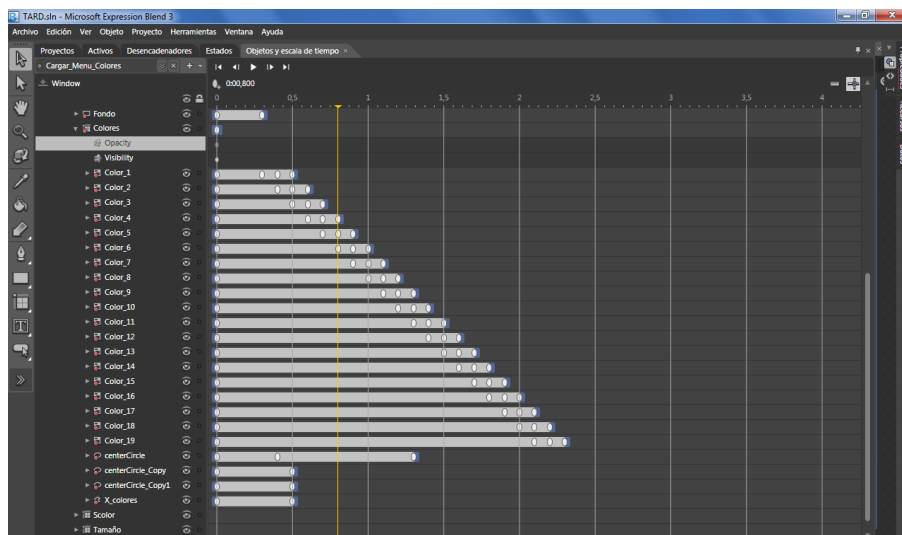 TARD.sln - Microsoft Expression Blend 3
Archivo Edición Ver Objeto Proyecto Herramientas Ventana Ayuda
Proyectos Activos Desencadenadores Estados Objetos y escala de tiempo ×
Cargar_Menu_Colores
Window 0:00,800
0 0,5 1 1,5 2 2,5 3 3,5 4
Fondo
Colores
Opacity
Visibility
Color_1
Color_2
Color_3
Color_4
Color_5
Color_6
Color_7
Color_8
Color_9
Color_10
Color_11
Color_12
Color_13
Color_14
Color_15
Color_16
Color_17
Color_18
Color_19
centerCircle
centerCircle_Copy
centerCircle_Copy1
X_colores
Scolor
Tamaño